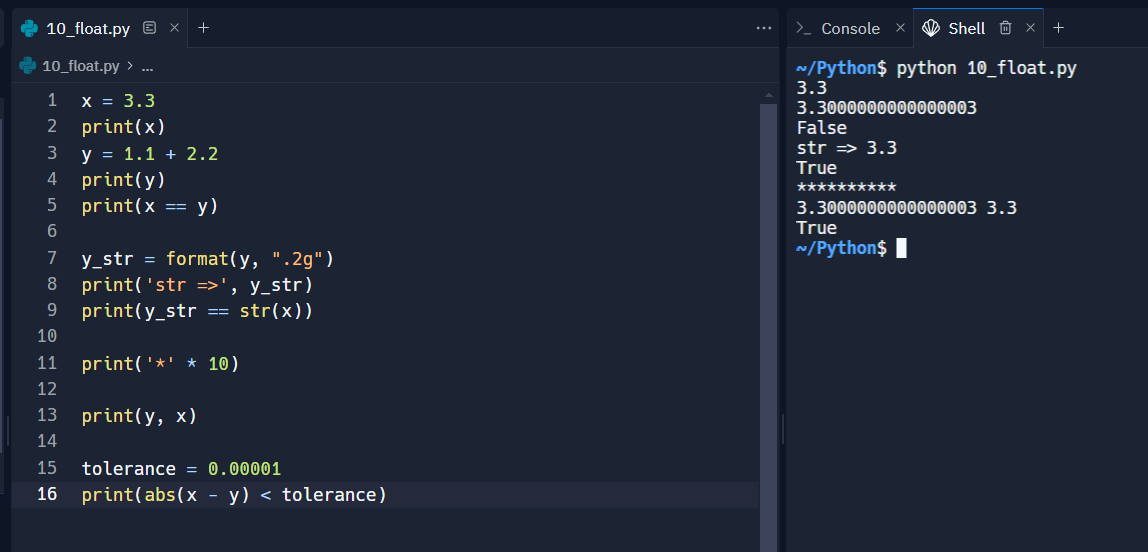 10_float.py
10_float.py > ...
1 x = 3.3
2 print(x)
3 y = 1.1 + 2.2
4 print(y)
5 print(x == y)
6
7 y_str = format(y, ".2g")
8 print('str =>', y_str)
9 print(y_str == str(x))
10
11 print('*' * 10)
12
13 print(y, x)
14
15 tolerance = 0.00001
16 print(abs(x - y) < tolerance)
Console
Shell
~/Python$ python 10_float.py
3.3
3.3000000000000003
False
str => 3.3
True
**********
3.3000000000000003 3.3
True
~/Python$